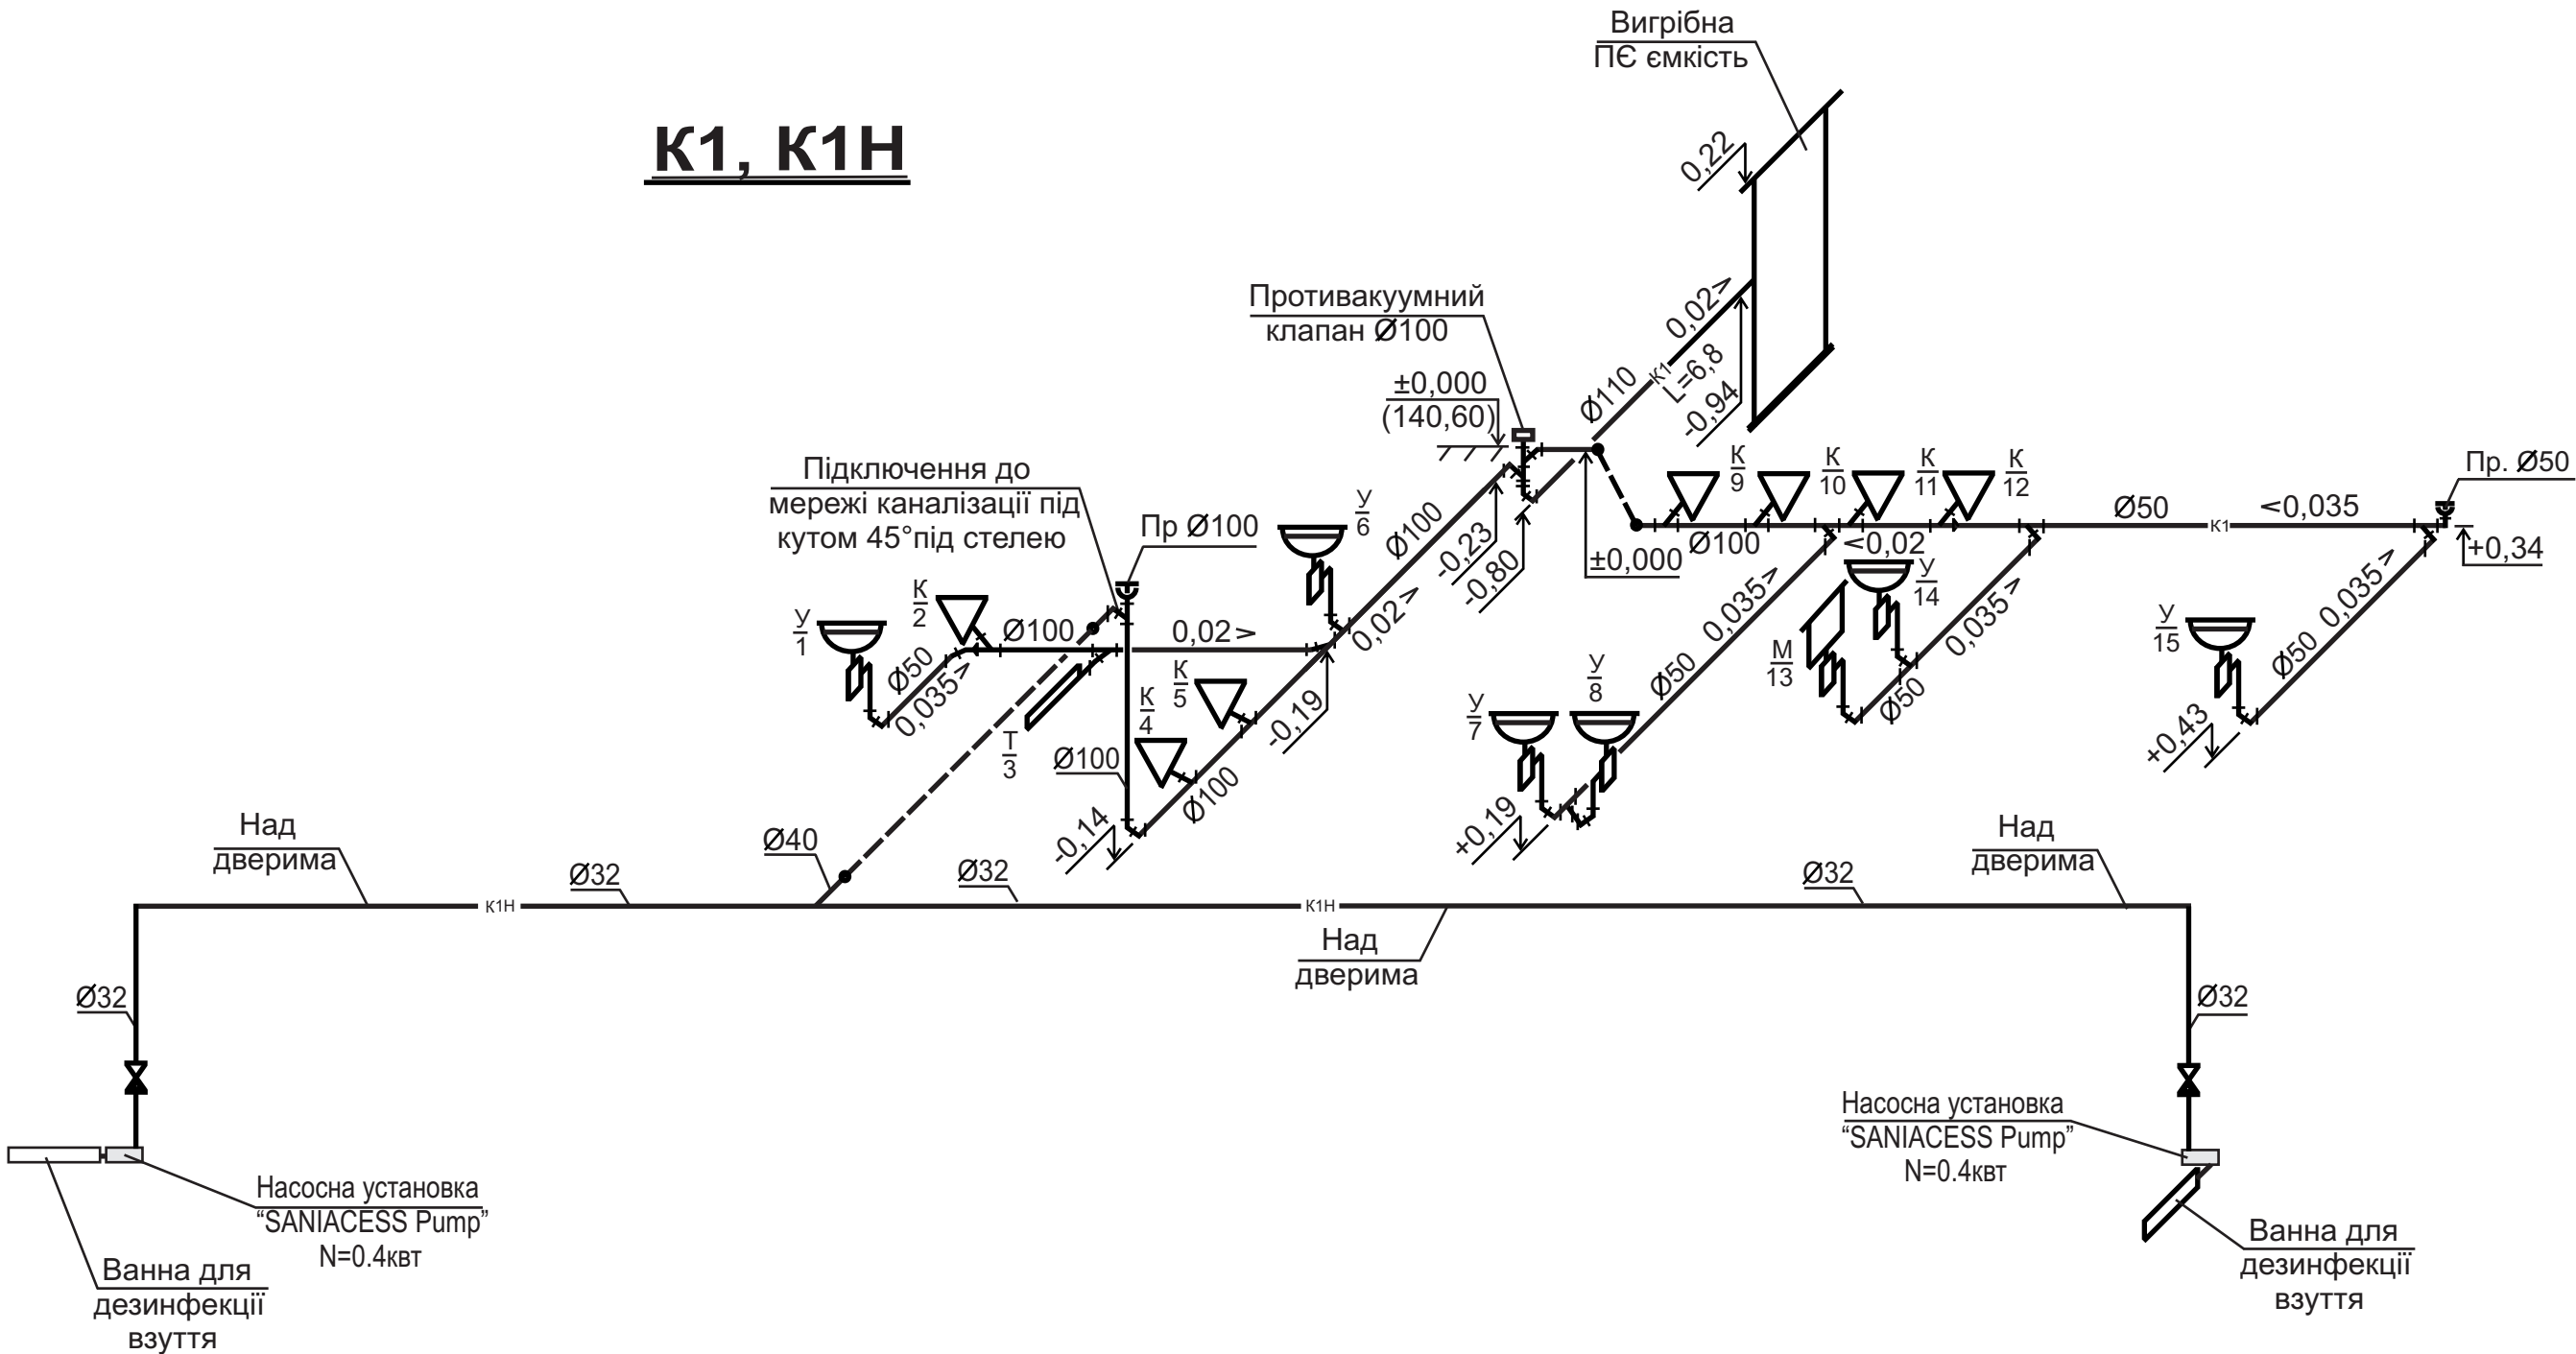 К1, К1Н
Вигрібна
ПЄ ємкість
0,22
Противакуумний
клапан Ø100
0,02>
К1
L=6,8
-0,94
Ø110
±0,000
(140,60)
Підключення до
мережі каналізації під
кутом 45°під стелею
Пр Ø100
У
6
Ø100
-0,23
-0,80
0,02>
±0,000
К
9
К
10
К
11
К
12
Ø100
<0,02
Ø50
К1
<0,035
Пр. Ø50
+0,34
У
1
К
2
Ø100
0,02>
Ø50
0,035>
Т
3
К
4
К
5
-0,19
Ø100
Ø100
-0,14
У
7
У
8
Ø50
0,035>
+0,19
М
13
У
14
Ø50
0,035>
У
15
Ø50
0,035>
+0,43
Над
дверима
Ø32
Ø40
Ø32
Ø32
Над
дверима
К1Н
К1Н
Над
дверима
Ø32
Ø32
Насосна установка
“SANIACESS Pump”
N=0.4квт
Ванна для
дезинфекції
взуття
Насосна установка
“SANIACESS Pump”
N=0.4квт
Ванна для
дезинфекції
взуття